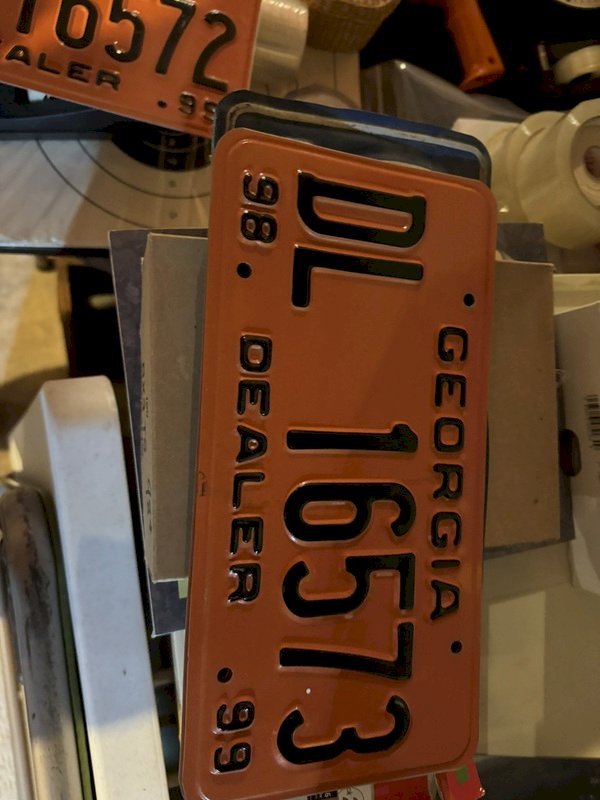 16572
ALER 99
GEORGIA
DL 16573
98 DEALER 99